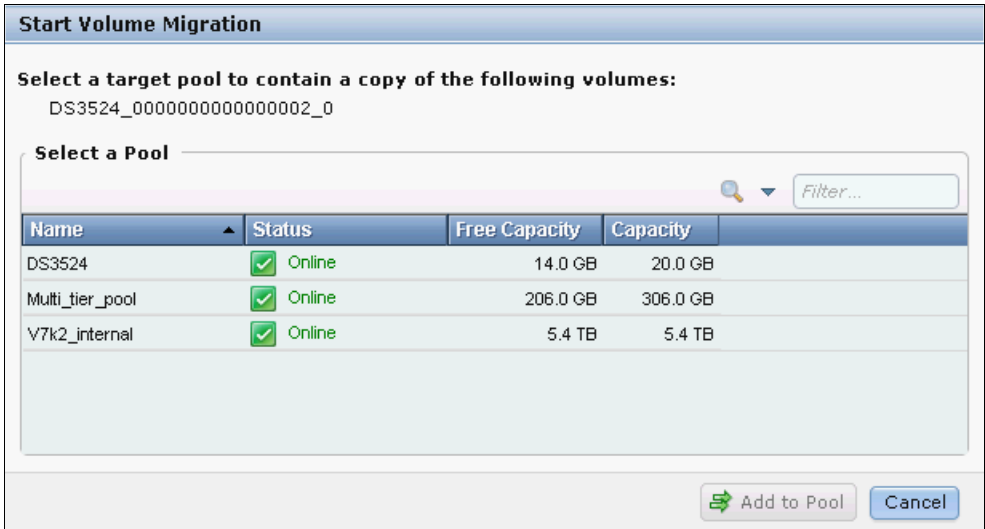 Start Volume Migration
Select a target pool to contain a copy of the following volumes:
DS3524_0000000000000002_0
Select a Pool
Filter...
Name Status Free Capacity Capacity
DS3524 Online 14.0 GB 20.0 GB
Multi_tier_pool Online 206.0 GB 306.0 GB
V7k2_internal Online 5.4 TB 5.4 TB
Add to Pool Cancel